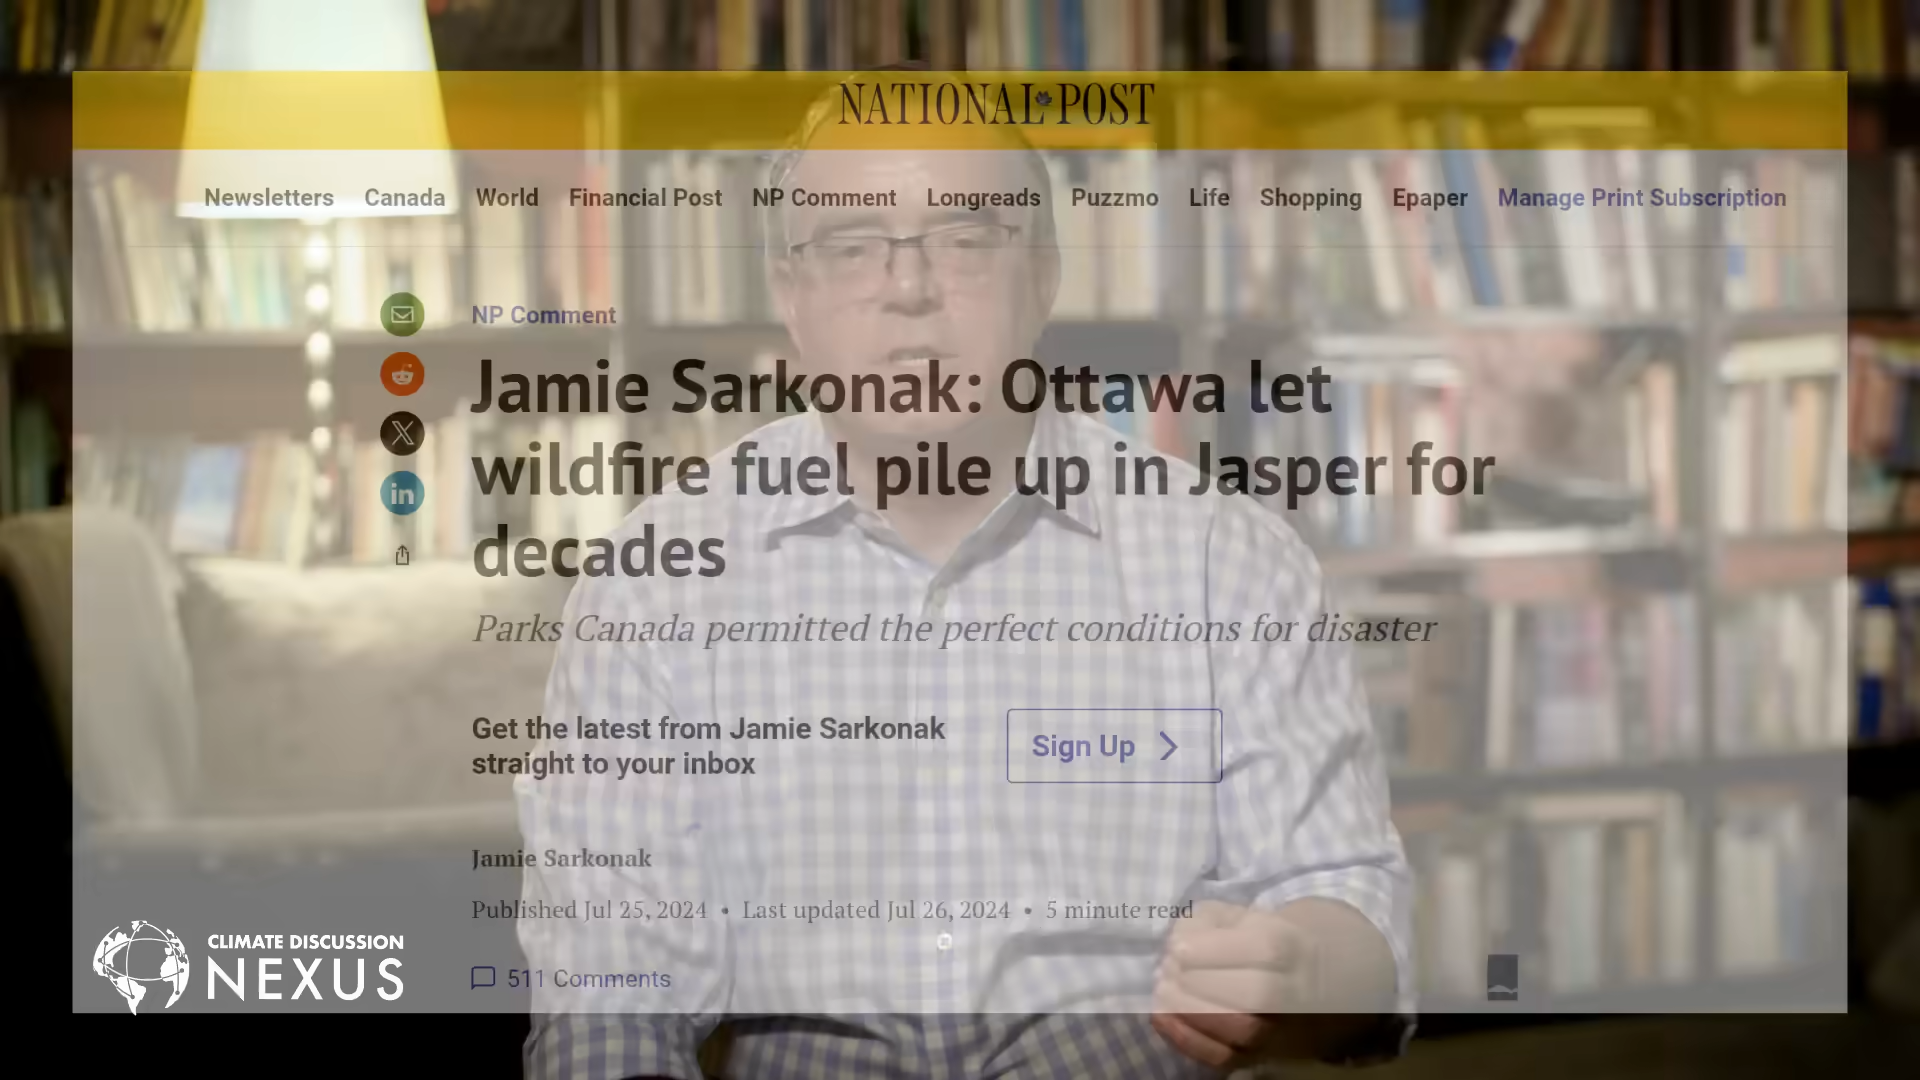 NATIONAL POST
Newsletters Canada World Financial Post NP Comment Longreads Puzzmo Life Shopping Epaper Manage Print Subscription
NP Comment
Jamie Sarkonak: Ottawa let
wildfire fuel pile up in Jasper for
decades
Parks Canada permitted the perfect conditions for disaster
Get the latest from Jamie Sarkonak
straight to your inbox
Sign Up
Jamie Sarkonak
Published Jul 25, 2024 • Last updated Jul 26, 2024 • 5 minute read
511 Comments
CLIMATE DISCUSSION
NEXUS